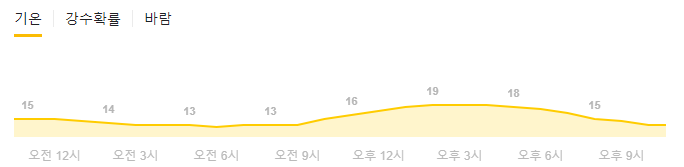 기온 강수확률 바람
15 14 13 13 16 19 18 15
오전 12시 오전 3시 오전 6시 오전 9시 오후 12시 오후 3시 오후 6시 오후 9시